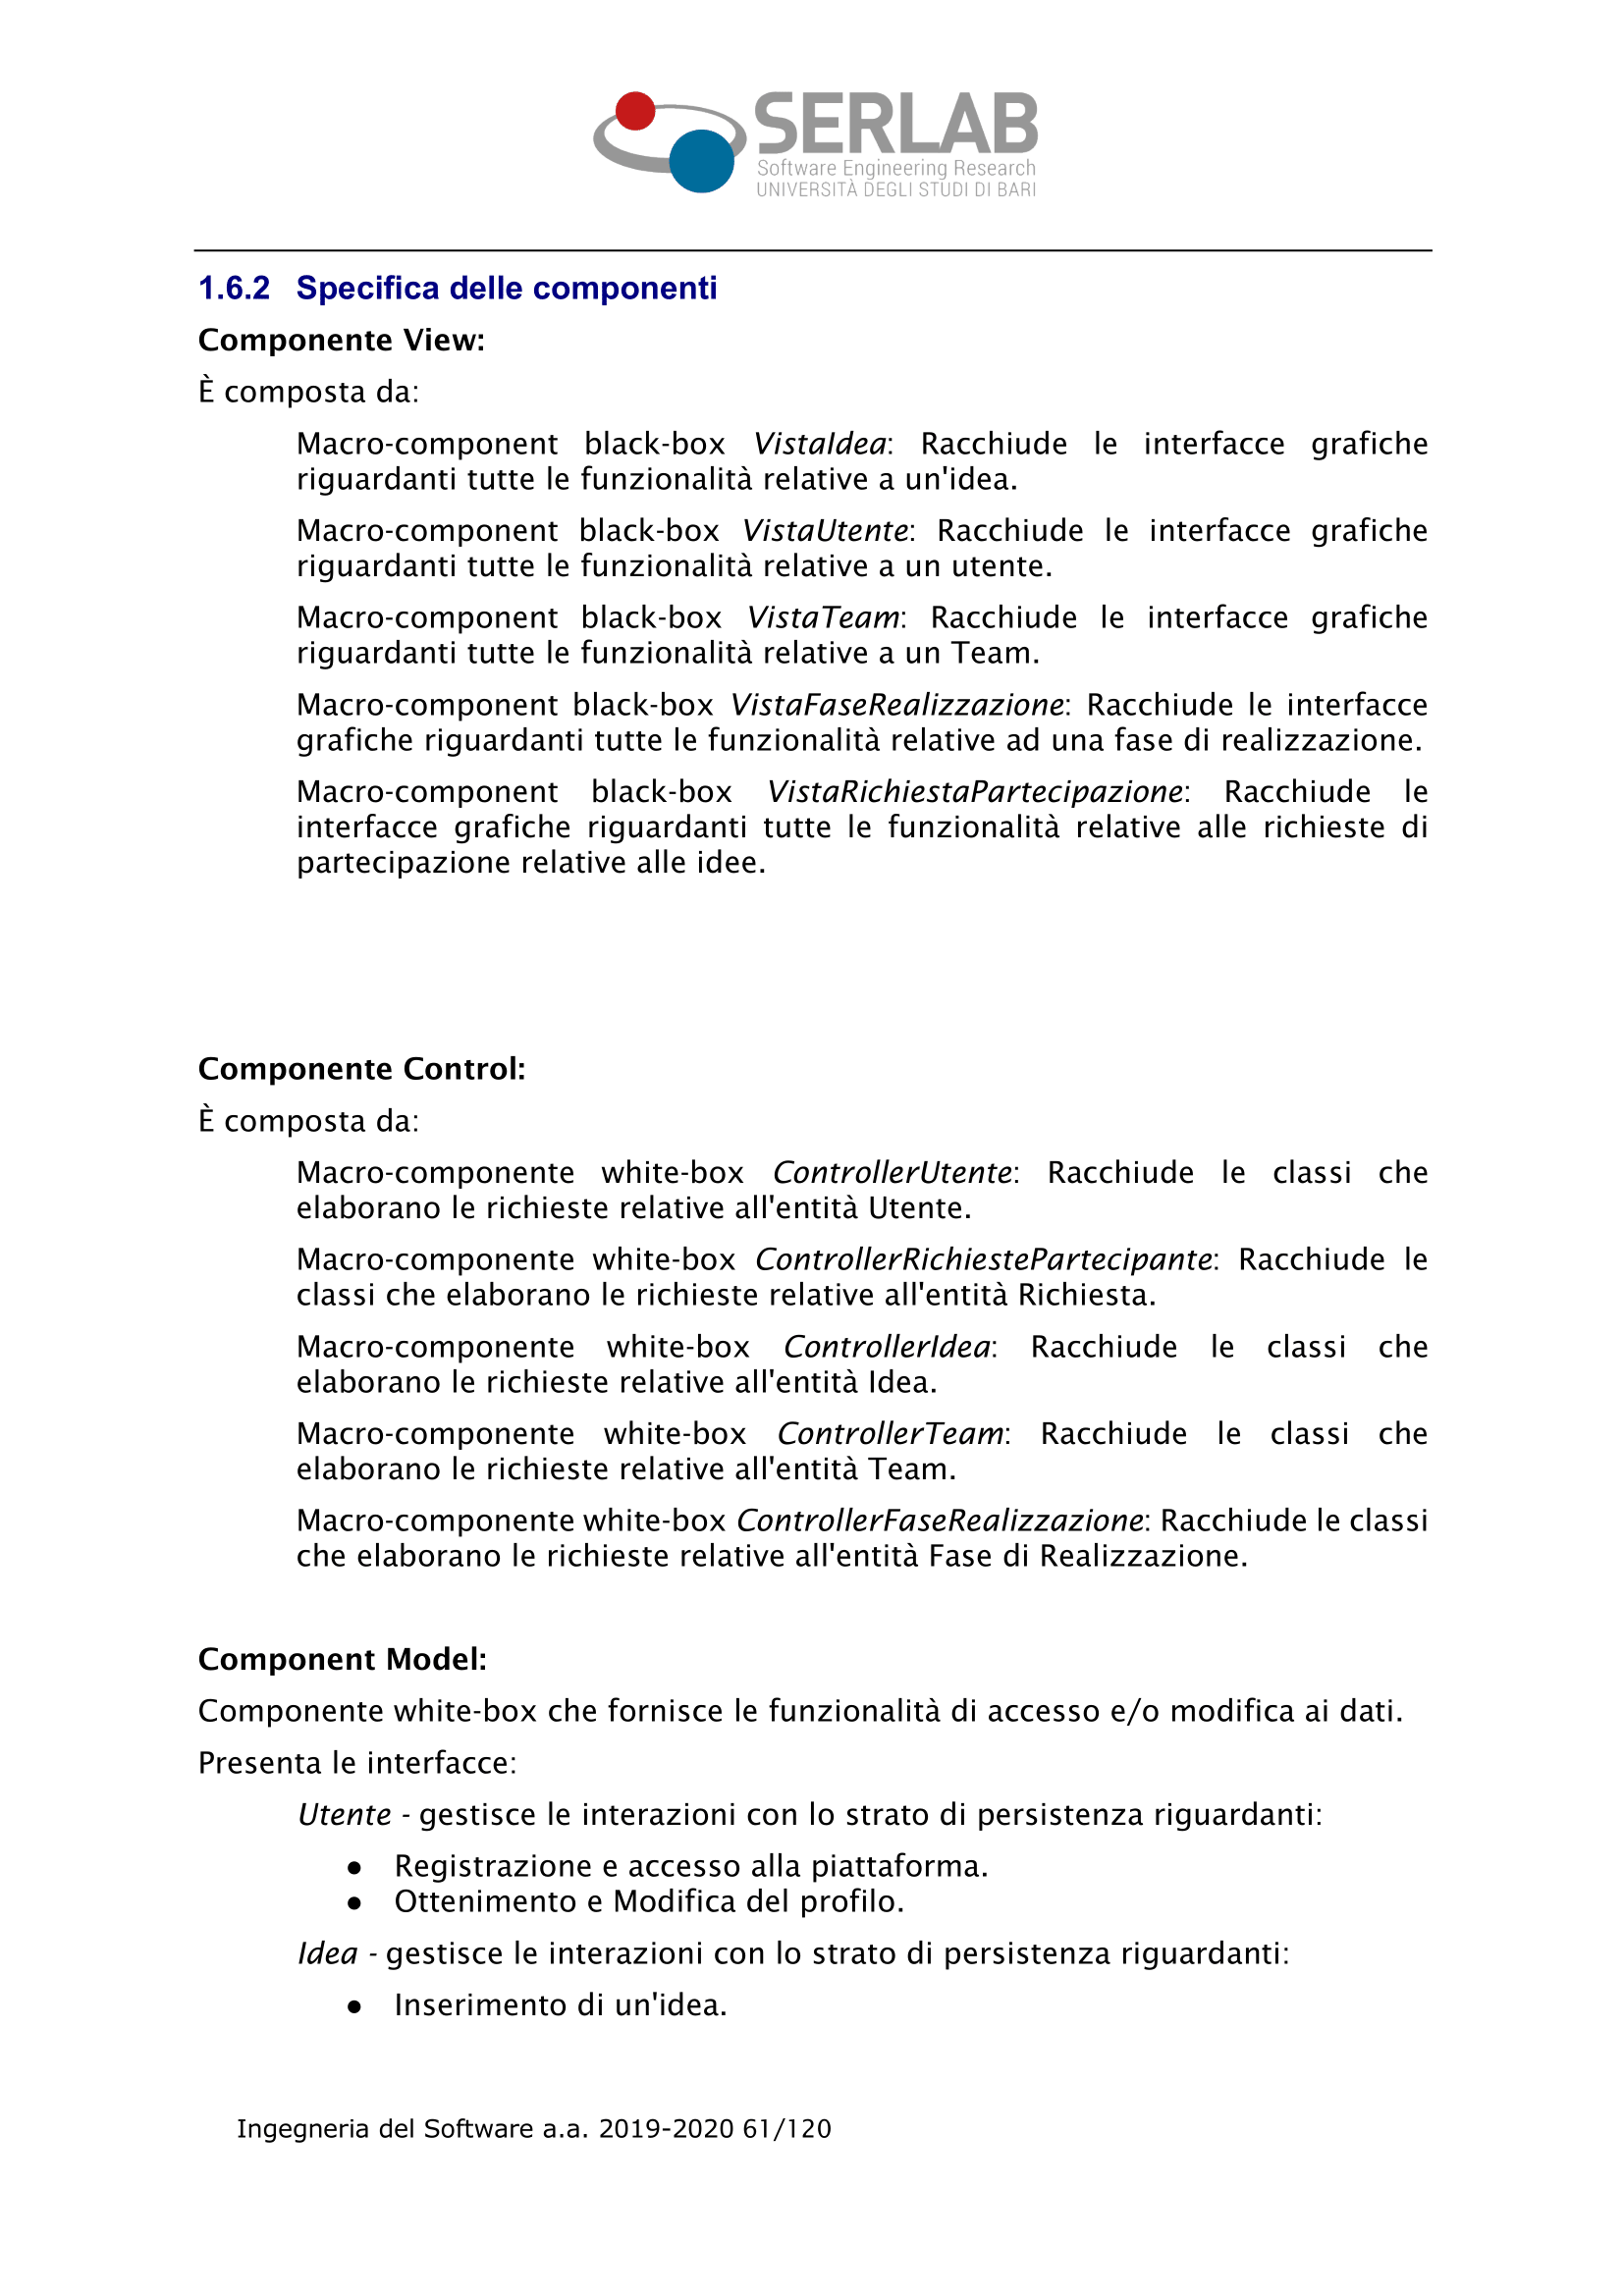 SERLAB
Software Engineering Research
UNIVERSITÀ DEGLI STUDI DI BARI
1.6.2 Specifica delle componenti
Componente View:
È composta da:
Macro-component black-box VistaIdea: Racchiude le interfacce grafiche
riguardanti tutte le funzionalità relative a un'idea.
Macro-component black-box VistaUtente: Racchiude le interfacce grafiche
riguardanti tutte le funzionalità relative a un utente.
Macro-component black-box VistaTeam: Racchiude le interfacce grafiche
riguardanti tutte le funzionalità relative a un Team.
Macro-component black-box VistaFaseRealizzazione: Racchiude le interfacce
grafiche riguardanti tutte le funzionalità relative ad una fase di realizzazione.
Macro-component black-box VistaRichiestaPartecipazione: Racchiude le
interfacce grafiche riguardanti tutte le funzionalità relative alle richieste di
partecipazione relative alle idee.
Componente Control:
È composta da:
Macro-componente white-box ControllerUtente: Racchiude le classi che
elaborano le richieste relative all'entità Utente.
Macro-componente white-box ControllerRichiestePartecipante: Racchiude le
classi che elaborano le richieste relative all'entità Richiesta.
Macro-componente white-box ControllerIdea: Racchiude le classi che
elaborano le richieste relative all'entità Idea.
Macro-componente white-box ControllerTeam: Racchiude le classi che
elaborano le richieste relative all'entità Team.
Macro-componente white-box ControllerFaseRealizzazione: Racchiude le classi
che elaborano le richieste relative all'entità Fase di Realizzazione.
Component Model:
Componente white-box che fornisce le funzionalità di accesso e/o modifica ai dati.
Presenta le interfacce:
Utente - gestisce le interazioni con lo strato di persistenza riguardanti:
● Registrazione e accesso alla piattaforma.
● Ottenimento e Modifica del profilo.
Idea - gestisce le interazioni con lo strato di persistenza riguardanti:
● Inserimento di un'idea.
Ingegneria del Software a.a. 2019-2020 61/120